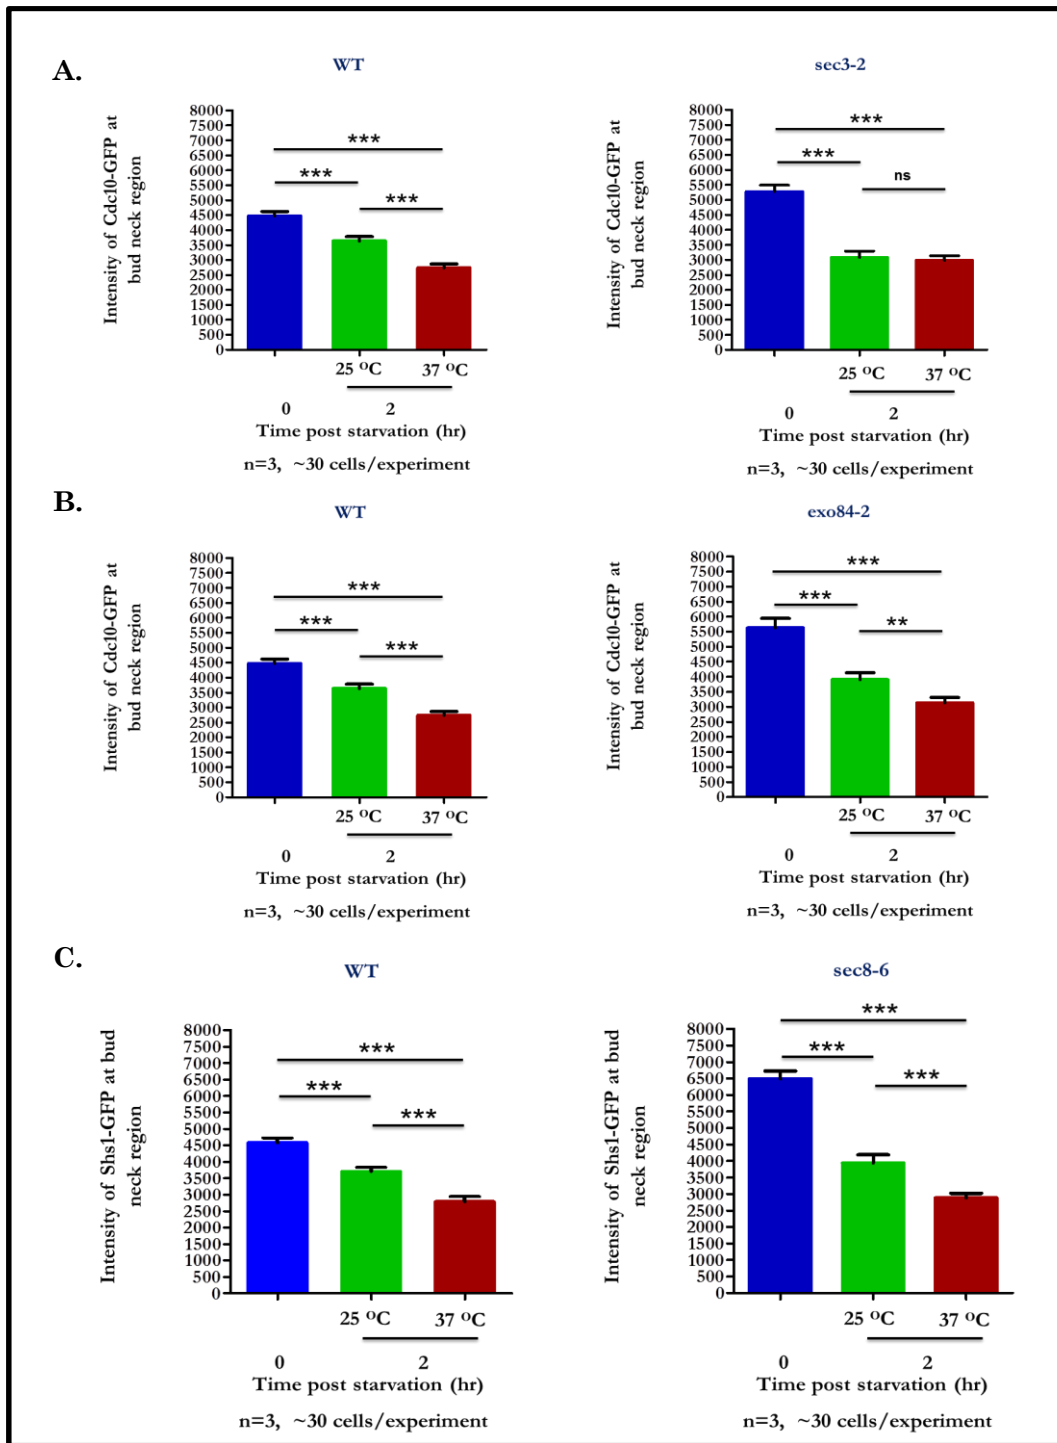 A.
WT
sec3-2
Intensity of Cdc10-GFP at
bud neck region
8000
7500
7000
6500
6000
5500
5000
4500
4000
3500
3000
2500
2000
1500
1000
500
0
***
***
***
25 ᴼC
37 ᴼC
0
2
Time post starvation (hr)
n=3, ~30 cells/experiment
Intensity of Cdc10-GFP at
bud neck region
8000
7500
7000
6500
6000
5500
5000
4500
4000
3500
3000
2500
2000
1500
1000
500
0
***
***
ns
25 ᴼC
37 ᴼC
0
2
Time post starvation (hr)
n=3, ~30 cells/experiment
B.
WT
exo84-2
Intensity of Cdc10-GFP at
bud neck region
8000
7500
7000
6500
6000
5500
5000
4500
4000
3500
3000
2500
2000
1500
1000
500
0
***
***
***
25 ᴼC
37 ᴼC
0
2
Time post starvation (hr)
n=3, ~30 cells/experiment
Intensity of Cdc10-GFP at
bud neck region
8000
7500
7000
6500
6000
5500
5000
4500
4000
3500
3000
2500
2000
1500
1000
500
0
***
***
**
25 ᴼC
37 ᴼC
0
2
Time post starvation (hr)
n=3, ~30 cells/experiment
C.
WT
sec8-6
Intensity of Shs1-GFP at bud
neck region
8000
7500
7000
6500
6000
5500
5000
4500
4000
3500
3000
2500
2000
1500
1000
500
0
***
***
***
25 ᴼC
37 ᴼC
0
2
Time post starvation (hr)
n=3, ~30 cells/experiment
Intensity of Shs1-GFP at bud
neck region
8000
7500
7000
6500
6000
5500
5000
4500
4000
3500
3000
2500
2000
1500
1000
500
0
***
***
***
25 ᴼC
37 ᴼC
0
2
Time post starvation (hr)
n=3, ~30 cells/experiment